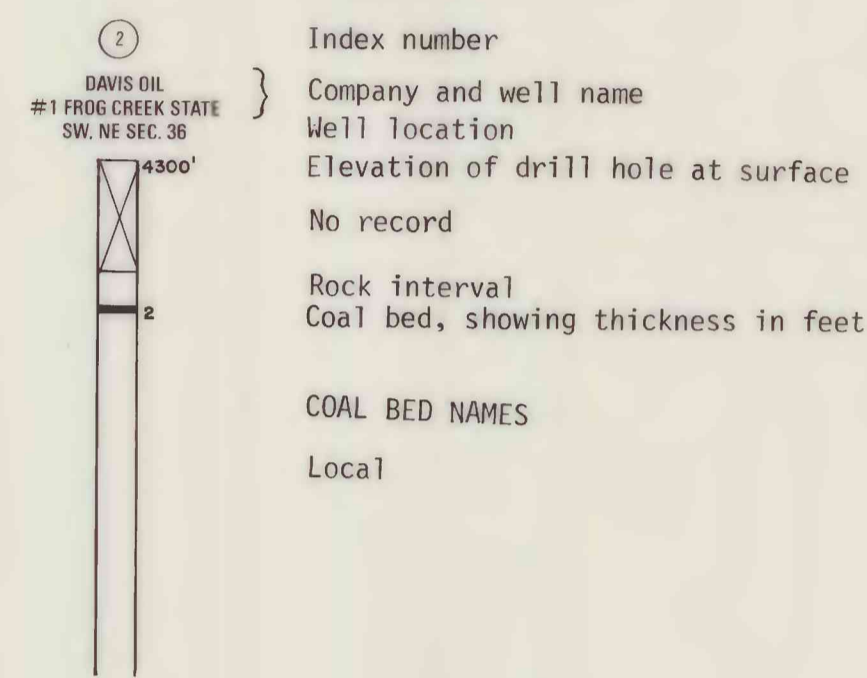 2 Index number
DAVIS OIL
#1 FROG CREEK STATE } Company and well name
SW, NE SEC. 36 Well location
4300' Elevation of drill hole at surface
No record
Rock interval
2 Coal bed, showing thickness in feet
COAL BED NAMES
Local